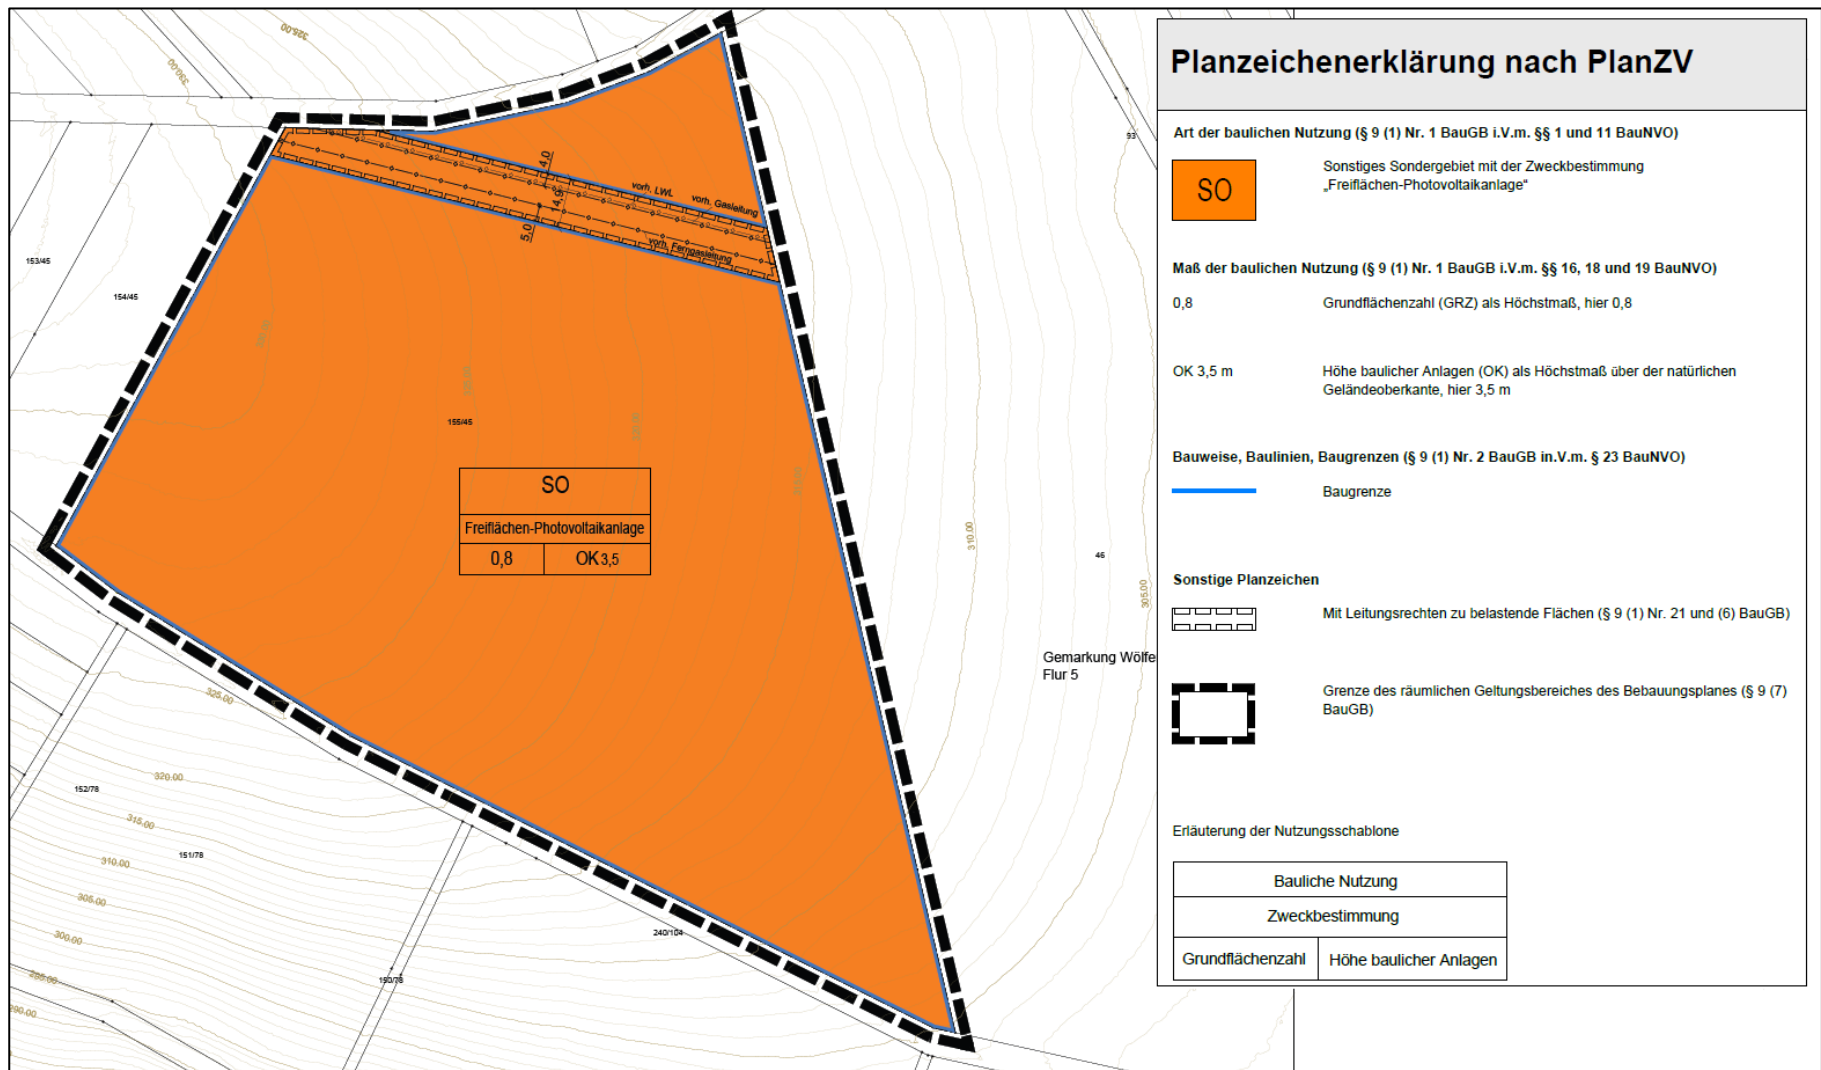 325.00
330.00
153/45
154/45
4,0
14,9
5,0
vorh. LWL
vorh. Gasleitung
vorh. Ferngasleitung
155/45
SO
Freiflächen-Photovoltaikanlage
0,8 OK 3,5
93
310.00
46
305.00
Gemarkung Wölfe
Flur 5
325.00
320.00
152/78
315.00
151/78
310.00
305.00
300.00
295.00
290.00
240/104
Planzeichenerklärung nach PlanZV
Art der baulichen Nutzung (§ 9 (1) Nr. 1 BauGB i.V.m. §§ 1 und 11 BauNVO)
SO
Sonstiges Sondergebiet mit der Zweckbestimmung
„Freiflächen-Photovoltaikanlage“
Maß der baulichen Nutzung (§ 9 (1) Nr. 1 BauGB i.V.m. §§ 16, 18 und 19 BauNVO)
0,8 Grundflächenzahl (GRZ) als Höchstmaß, hier 0,8
OK 3,5 m Höhe baulicher Anlagen (OK) als Höchstmaß über der natürlichen
Geländeoberkante, hier 3,5 m
Bauweise, Baulinien, Baugrenzen (§ 9 (1) Nr. 2 BauGB in.V.m. § 23 BauNVO)
Baugrenze
Sonstige Planzeichen
Mit Leitungsrechten zu belastende Flächen (§ 9 (1) Nr. 21 und (6) BauGB)
Grenze des räumlichen Geltungsbereiches des Bebauungsplanes (§ 9 (7)
BauGB)
Erläuterung der Nutzungsschablone
Bauliche Nutzung
Zweckbestimmung
Grundflächenzahl Höhe baulicher Anlagen